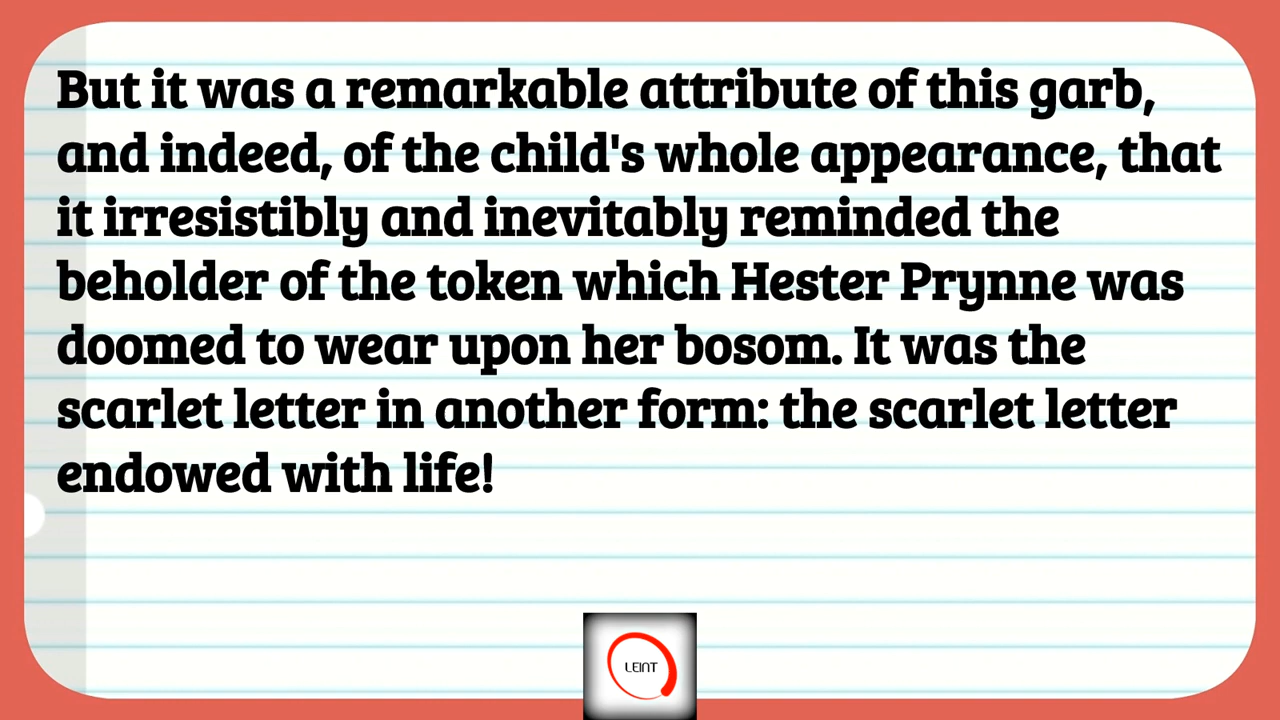 But it was a remarkable attribute of this garb,
and indeed, of the child's whole appearance, that
it irresistibly and inevitably reminded the
beholder of the token which Hester Prynne was
doomed to wear upon her bosom. It was the
scarlet letter in another form: the scarlet letter
endowed with life!
LEINT